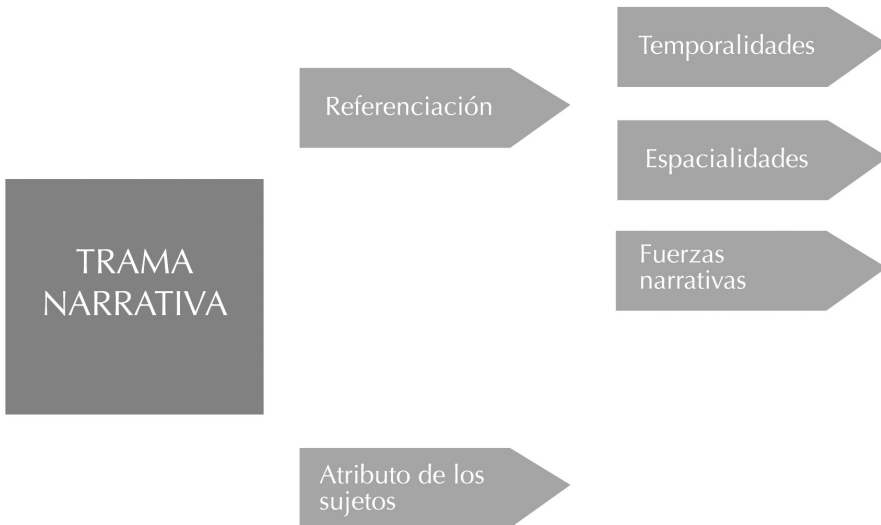 TRAMA
NARRATIVA
Referenciación
Atributo de los
sujetos
Temporalidades
Espacialidades
Fuerzas
narrativas